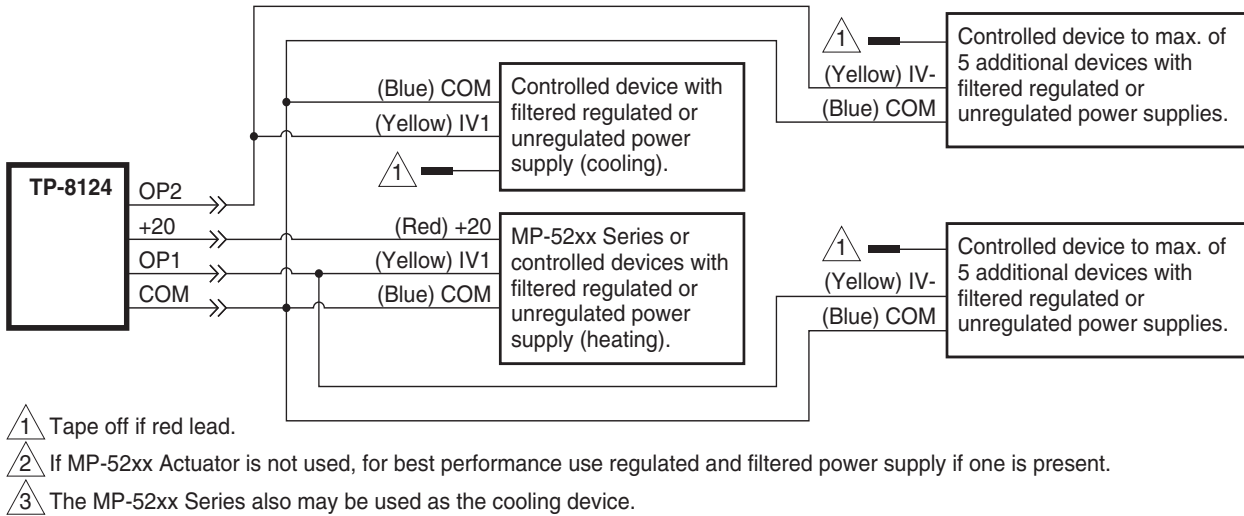 TP-8124
OP2
+20
OP1
COM
(Blue) COM
(Yellow) IV1
1
Controlled device with
filtered regulated or
unregulated power
supply (cooling).
(Red) +20
(Yellow) IV1
(Blue) COM
MP-52xx Series or
controlled devices with
filtered regulated or
unregulated power
supply (heating).
1
(Yellow) IV-
(Blue) COM
Controlled device to max. of
5 additional devices with
filtered regulated or
unregulated power supplies.
1
(Yellow) IV-
(Blue) COM
Controlled device to max. of
5 additional devices with
filtered regulated or
unregulated power supplies.
1 Tape off if red lead.
2 If MP-52xx Actuator is not used, for best performance use regulated and filtered power supply if one is present.
3 The MP-52xx Series also may be used as the cooling device.